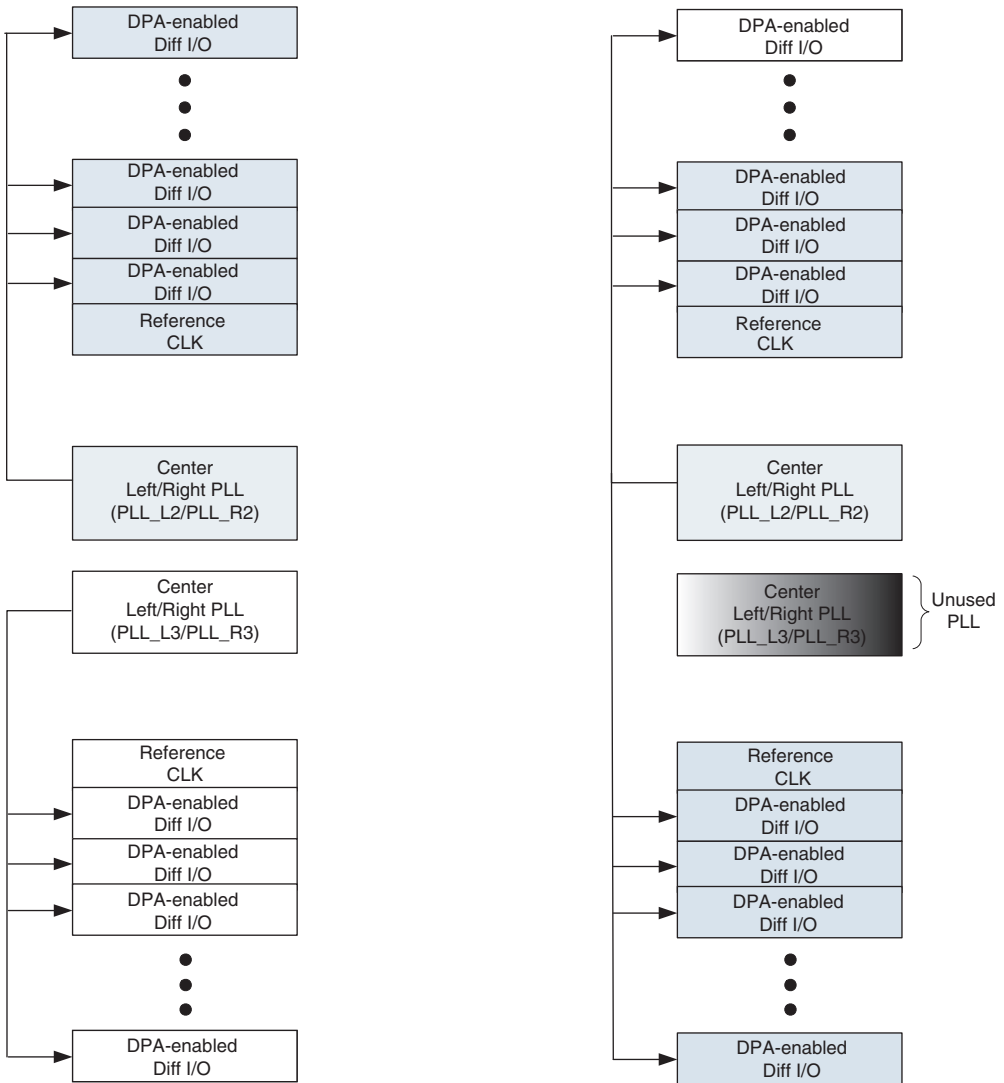 DPA-enabled
Diff I/O
DPA-enabled
Diff I/O
DPA-enabled
Diff I/O
DPA-enabled
Diff I/O
Reference
CLK
Center
Left/Right PLL
(PLL_L2/PLL_R2)
Center
Left/Right PLL
(PLL_L3/PLL_R3)
Reference
CLK
DPA-enabled
Diff I/O
DPA-enabled
Diff I/O
DPA-enabled
Diff I/O
DPA-enabled
Diff I/O
DPA-enabled
Diff I/O
DPA-enabled
Diff I/O
DPA-enabled
Diff I/O
DPA-enabled
Diff I/O
Reference
CLK
Center
Left/Right PLL
(PLL_L2/PLL_R2)
Center
Left/Right PLL
(PLL_L3/PLL_R3)
Unused
PLL
Reference
CLK
DPA-enabled
Diff I/O
DPA-enabled
Diff I/O
DPA-enabled
Diff I/O
DPA-enabled
Diff I/O